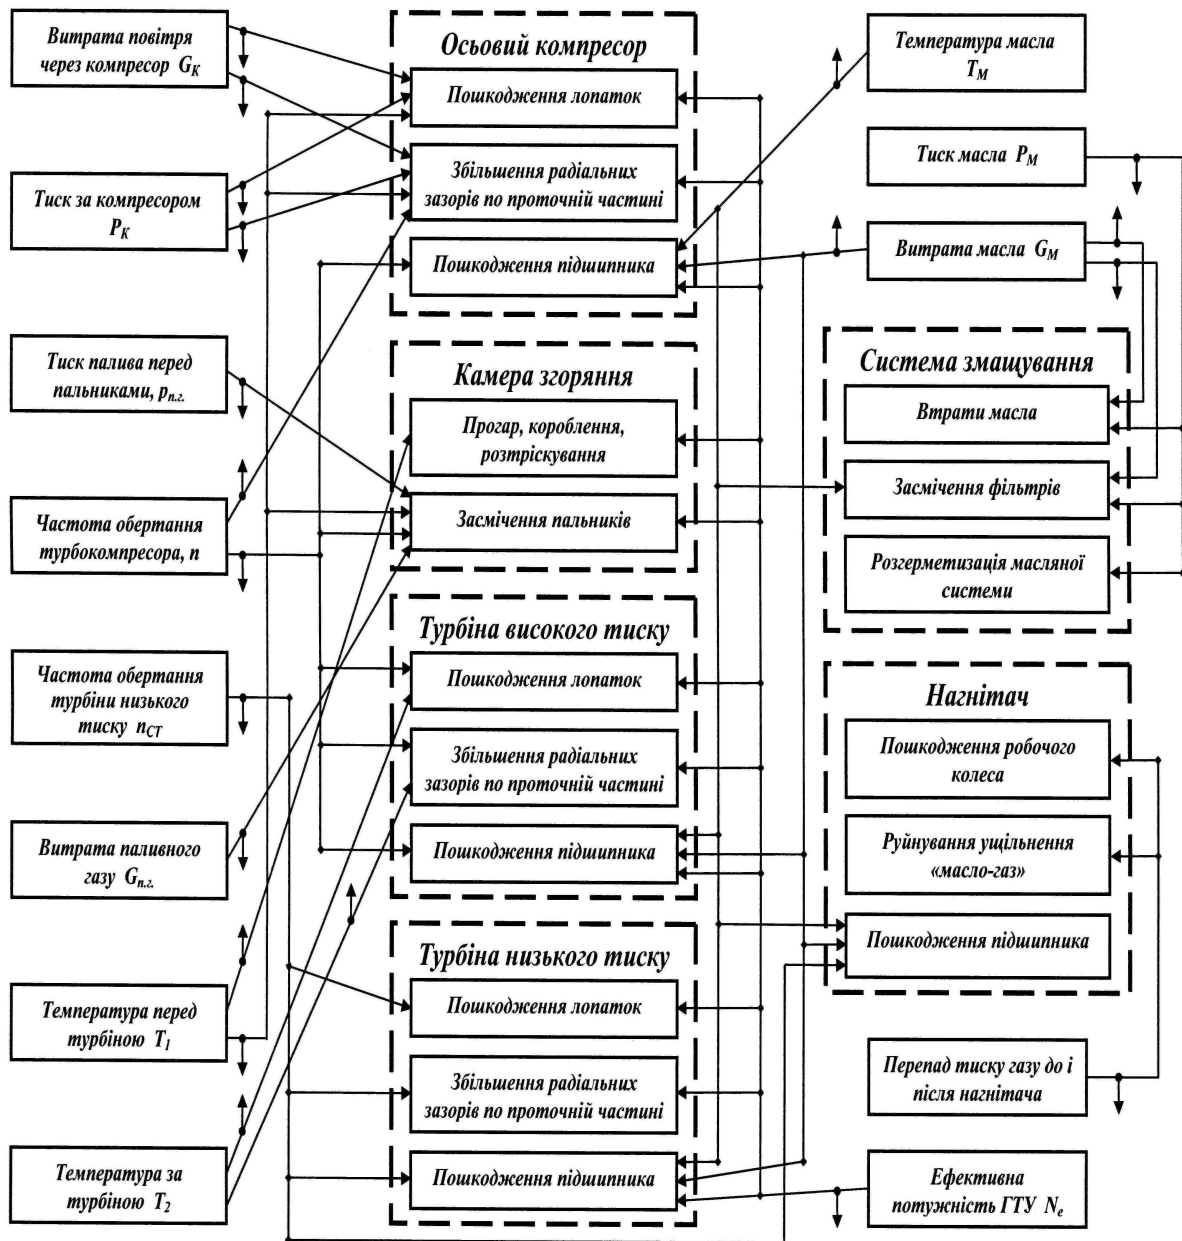 Витрата повітря
через компресор G_K
Тиск за компресором
P_K
Тиск палива перед
пальниками, p_п.г.
Частота обертання
турбокомпресора, n
Частота обертання
турбіни низького
тиску n_СТ
Витрата паливного
газу G_п.г.
Температура перед
турбіною T_1
Температура за
турбіною T_2
Осьовий компресор
Пошкодження лопаток
Збільшення радіальних
зазорів по проточній частині
Пошкодження підшипника
Камера згоряння
Прогар, короблення,
розтріскування
Засмічення пальників
Турбіна високого тиску
Пошкодження лопаток
Збільшення радіальних
зазорів по проточній частині
Пошкодження підшипника
Турбіна низького тиску
Пошкодження лопаток
Збільшення радіальних
зазорів по проточній частині
Пошкодження підшипника
Температура масла
T_M
Тиск масла P_M
Витрата масла G_M
Система змащування
Втрати масла
Засмічення фільтрів
Розгерметизація масляної
системи
Нагнітач
Пошкодження робочого
колеса
Руйнування ущільнення
«масло-газ»
Пошкодження підшипника
Перепад тиску газу до і
після нагнітача
Ефективна
потужність ГТУ N_e